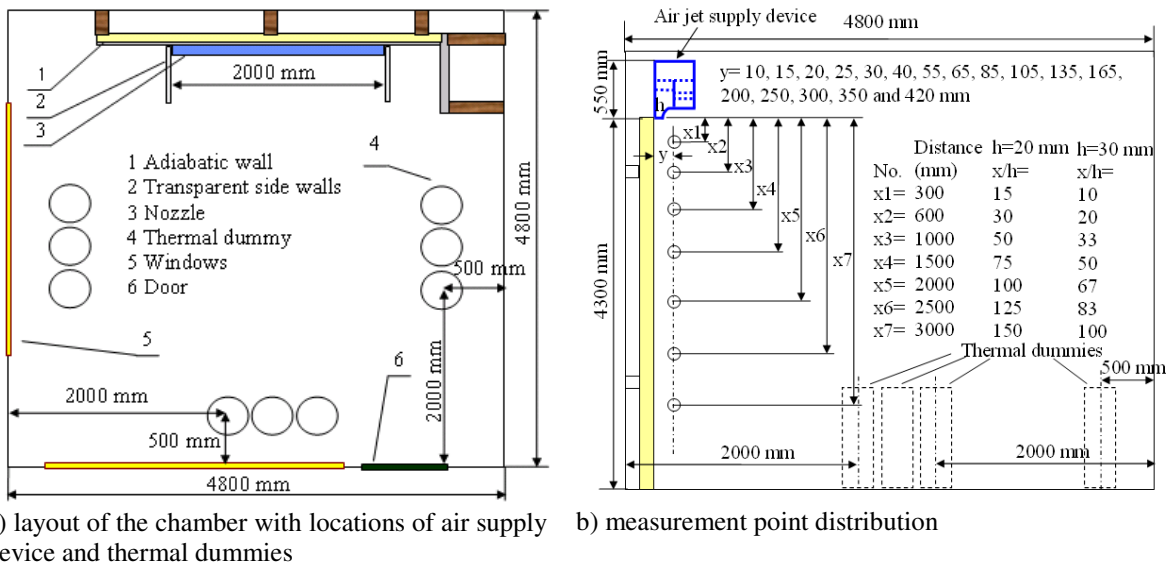 1
2
3
2000 mm
4
1 Adiabatic wall
2 Transparent side walls
3 Nozzle
4 Thermal dummy
5 Windows
6 Door
4800 mm
500 mm
5
6
2000 mm
2000 mm
500 mm
4800 mm
) layout of the chamber with locations of air supply
evice and thermal dummies
Air jet supply device
4800 mm
550 mm
h
y= 10, 15, 20, 25, 30, 40, 55, 65, 85, 105, 135, 165,
200, 250, 300, 350 and 420 mm
y
x1
x2
x3
x4
x5
x6
x7
4300 mm
Distance h=20 mm h=30 mm
No. (mm) x/h= x/h=
x1= 300 15 10
x2= 600 30 20
x3= 1000 50 33
x4= 1500 75 50
x5= 2000 100 67
x6= 2500 125 83
x7= 3000 150 100
Thermal dummies
500 mm
2000 mm
2000 mm
b) measurement point distribution